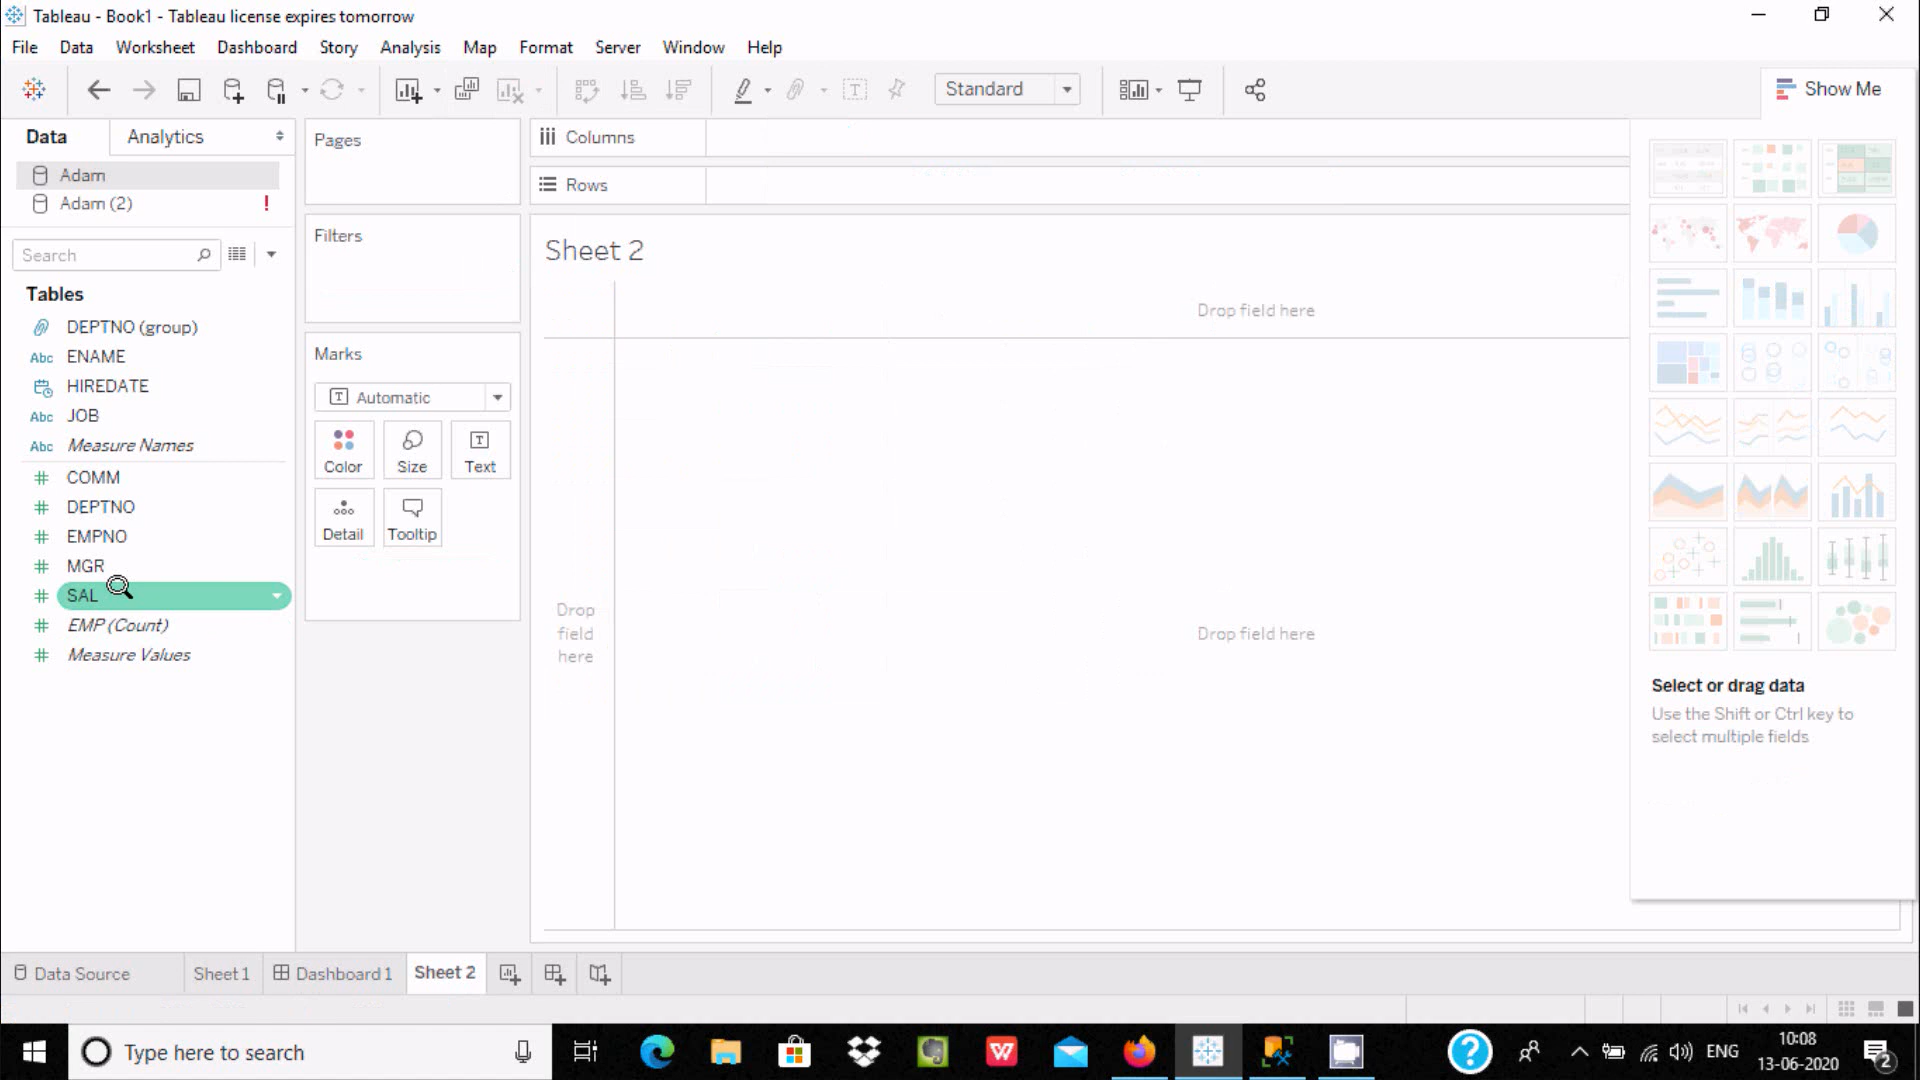 Tableau - Book1 - Tableau license expires tomorrow
File Data Worksheet Dashboard Story Analysis Map Format Server Window Help
Standard
Show Me
Data Analytics
Adam
Adam (2) !
Search
Tables
DEPTNO (group)
Abc ENAME
HIREDATE
Abc JOB
Abc Measure Names
# COMM
# DEPTNO
# EMPNO
# MGR
# SAL
# EMP (Count)
# Measure Values
Pages
Filters
Marks
T Automatic
Color Size Text
Detail Tooltip
Columns
Rows
Sheet 2
Drop field here
Drop
field
here
Drop field here
Select or drag data
Use the Shift or Ctrl key to
select multiple fields
Data Source Sheet 1 Dashboard 1 Sheet 2
Type here to search
ENG
10:08
13-06-2020
2